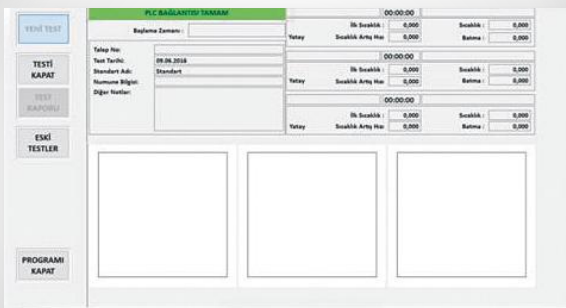 YENİ TEST
TESTİ
KAPAT
TEST
RAPORU
ESKİ
TESTLER
PROGRAMI
KAPAT
PLC BAĞLANTISI TAMAM
Başlama Zamanı :
Talep No:
Test Tarihi: 09.06.2016
Standart Adı: Standart
Numune Bilgisi:
Diğer Notlar:
00:00:00
İlk Sıcaklık : 0,000 Sıcaklık : 0,000
Yatay Sıcaklık Artış Hızı 0,000 Batma : 0,000
00:00:00
İlk Sıcaklık : 0,000 Sıcaklık : 0,000
Yatay Sıcaklık Artış Hızı 0,000 Batma : 0,000
00:00:00
İlk Sıcaklık : 0,000 Sıcaklık : 0,000
Yatay Sıcaklık Artış Hızı 0,000 Batma : 0,000